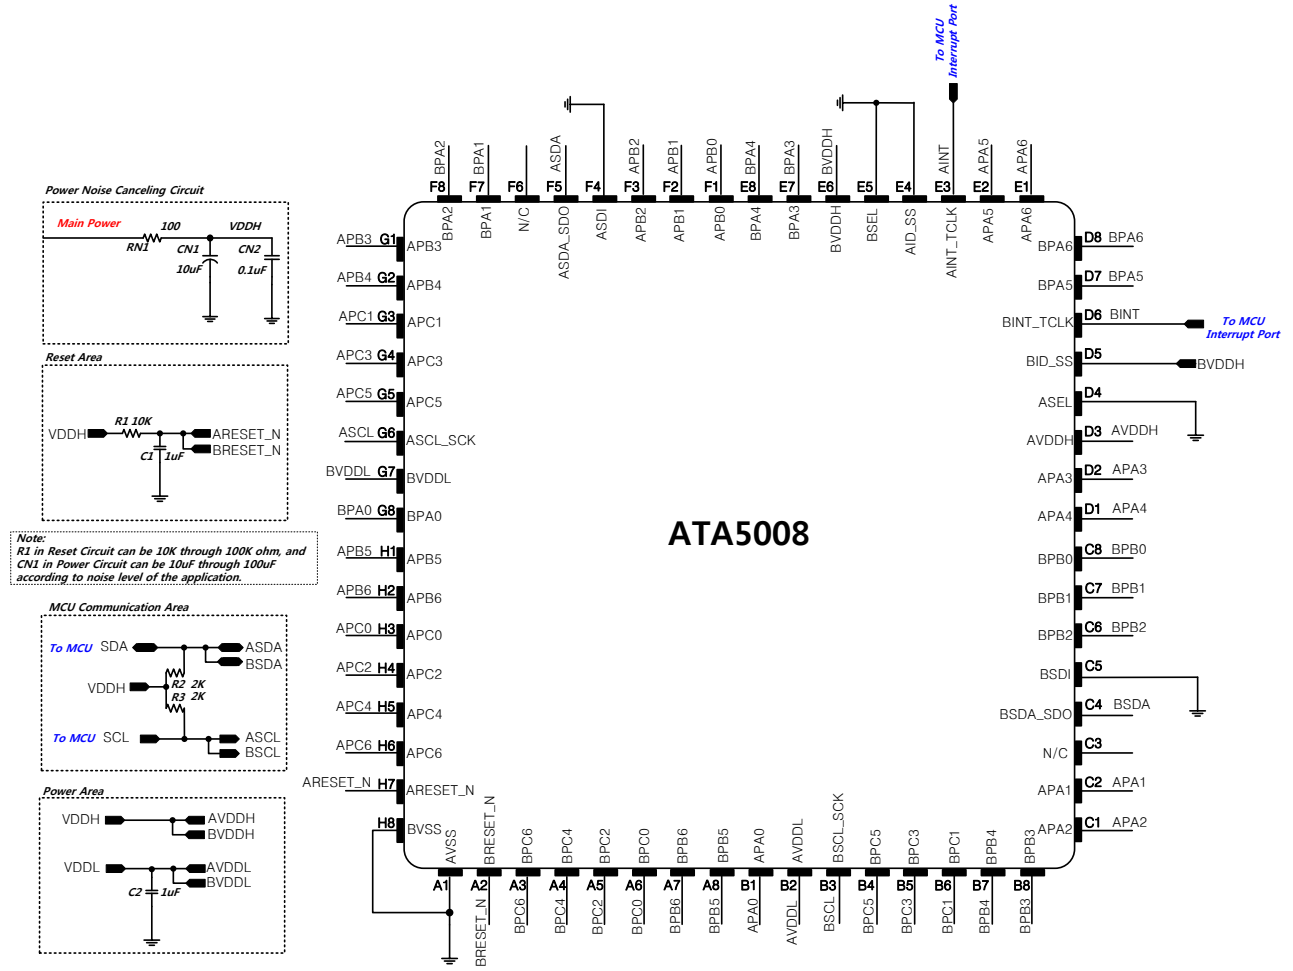 To MCU
Interrupt Port
BPA2
BPA1
ASDA
APB2
APB1
APB0
BPA4
BPA3
BVDDH
AINT
APA5
APA6
F8
F7
F6
F5
F4
F3
F2
F1
E8
E7
E6
E5
E4
E3
E2
E1
BPA2
BPA1
N/C
ASDA_SDO
ASDI
APB2
APB1
APB0
BPA4
BPA3
BVDDH
BSEL
AID_SS
AINT_TCLK
APA5
APA6
Power Noise Canceling Circuit
Main Power
100
VDDH
RN1
CN1
CN2
10uF
0.1uF
Reset Area
R1 10K
VDDH
ARESET_N
BRESET_N
C1
1uF
Note:
R1 in Reset Circuit can be 10K through 100K ohm, and
CN1 in Power Circuit can be 10uF through 100uF
according to noise level of the application.
MCU Communication Area
To MCU SDA
ASDA
BSDA
VDDH
R2 2K
R3 2K
To MCU SCL
ASCL
BSCL
Power Area
VDDH
AVDDH
BVDDH
VDDL
AVDDL
BVDDL
C2
1uF
APB3 G1 APB3
APB4 G2 APB4
APC1 G3 APC1
APC3 G4 APC3
APC5 G5 APC5
ASCL G6 ASCL_SCK
BVDDL G7 BVDDL
BPA0 G8 BPA0
APB5 H1 APB5
APB6 H2 APB6
APC0 H3 APC0
APC2 H4 APC2
APC4 H5 APC4
APC6 H6 APC6
ARESET_N H7 ARESET_N
H8 BVSS
ATA5008
BPA6 D8 BPA6
BPA5 D7 BPA5
BINT_TCLK D6 BINT
To MCU
Interrupt Port
BID_SS D5 BVDDH
ASEL D4
AVDDH D3 AVDDH
APA3 D2 APA3
APA4 D1 APA4
BPB0 C8 BPB0
BPB1 C7 BPB1
BPB2 C6 BPB2
BSDI C5
BSDA_SDO C4 BSDA
N/C C3
APA1 C2 APA1
APA2 C1 APA2
AVSS
BRESET_N
BPC6
BPC4
BPC2
BPC0
BPB6
BPB5
APA0
AVDDL
BSCL_SCK
BPC5
BPC3
BPC1
BPB4
BPB3
A1
A2
A3
A4
A5
A6
A7
A8
B1
B2
B3
B4
B5
B6
B7
B8
BRESET_N
BPC6
BPC4
BPC2
BPC0
BPB6
BPB5
APA0
AVDDL
BSCL
BPC5
BPC3
BPC1
BPB4
BPB3